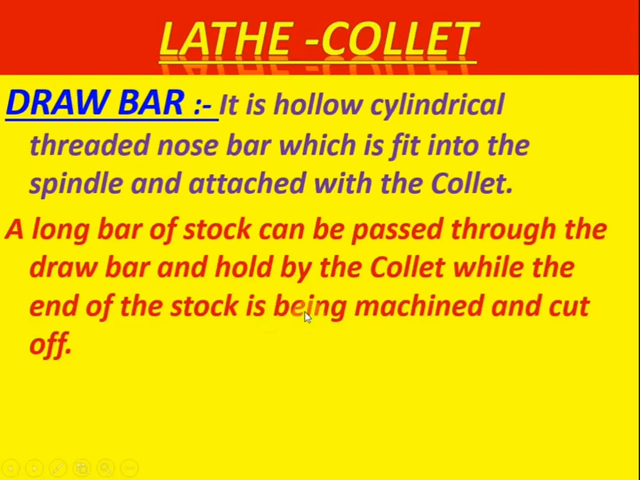 LATHE -COLLET
DRAW BAR :- It is hollow cylindrical
threaded nose bar which is fit into the
spindle and attached with the Collet.
A long bar of stock can be passed through the
draw bar and hold by the Collet while the
end of the stock is being machined and cut
off.